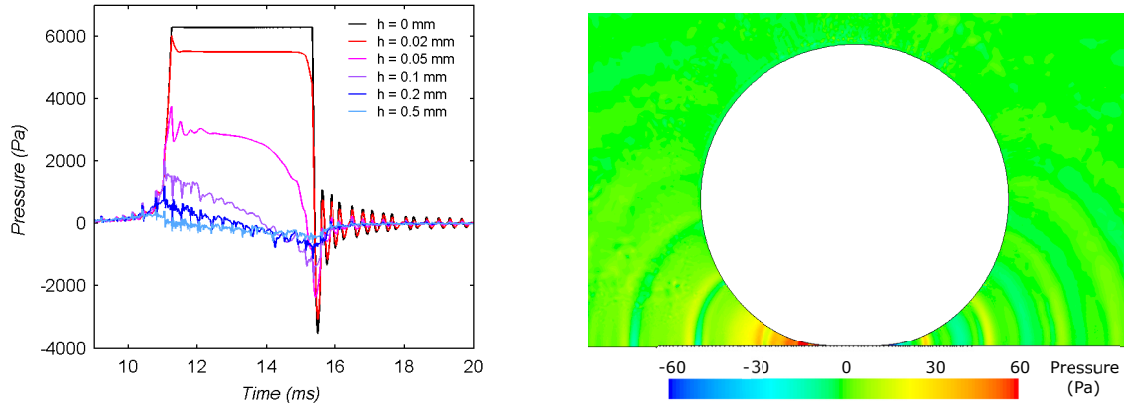 6000
4000
2000
0
-2000
-4000
Pressure (Pa)
h = 0 mm
h = 0.02 mm
h = 0.05 mm
h = 0.1 mm
h = 0.2 mm
h = 0.5 mm
10 12 14 16 18 20
Time (ms)
-60 -30 0 30 60 Pressure
(Pa)